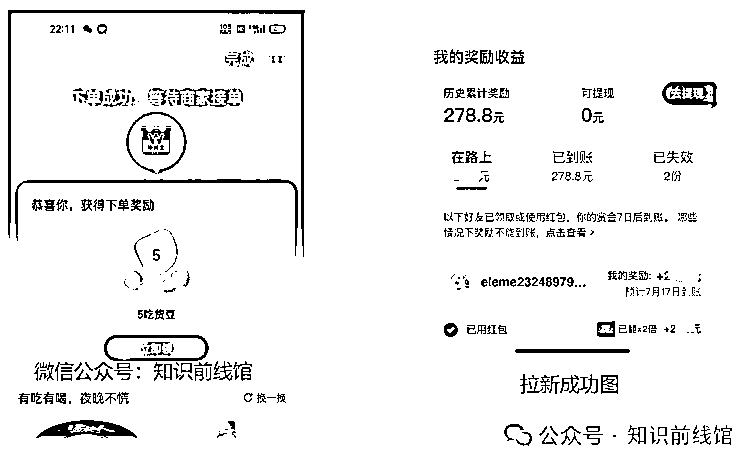 22:11
完成
下单成功，等待商家接单
恭喜你，获得下单奖励
5
5吃货豆
微信公众号：知识前线馆
有吃有喝，夜晚不慌
换一换
我的奖励收益
历史累计奖励
可提现
去提现
278.8元
0元
在路上
已到账
已失效
元
278.8元
2份
以下好友已领取或使用红包，你的赏金7日后到账。 哪些
情况下奖励不能到账，点击查看>
eleme23248979...
我的奖励：+2
预计7月17日到账
已用红包
已超x2倍 +2 元
拉新成功图
公众号·知识前线馆